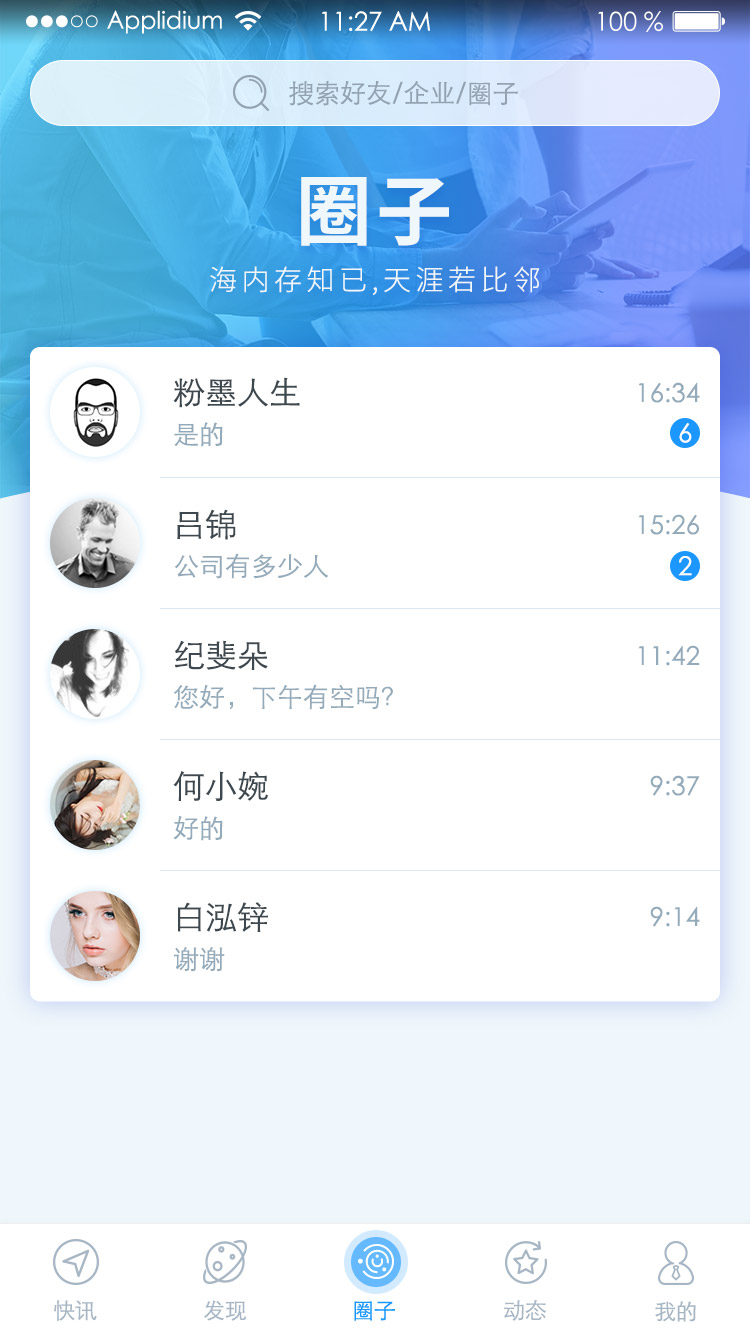 Applidium 11:27 AM 100 %
搜索好友/企业/圈子
圈子
海内存知已,天涯若比邻
粉墨人生 16:34
是的 6
吕锦 15:26
公司有多少人 2
纪斐朵 11:42
您好，下午有空吗?
何小婉 9:37
好的
白泓锌 9:14
谢谢
快讯 发现 圈子 动态 我的